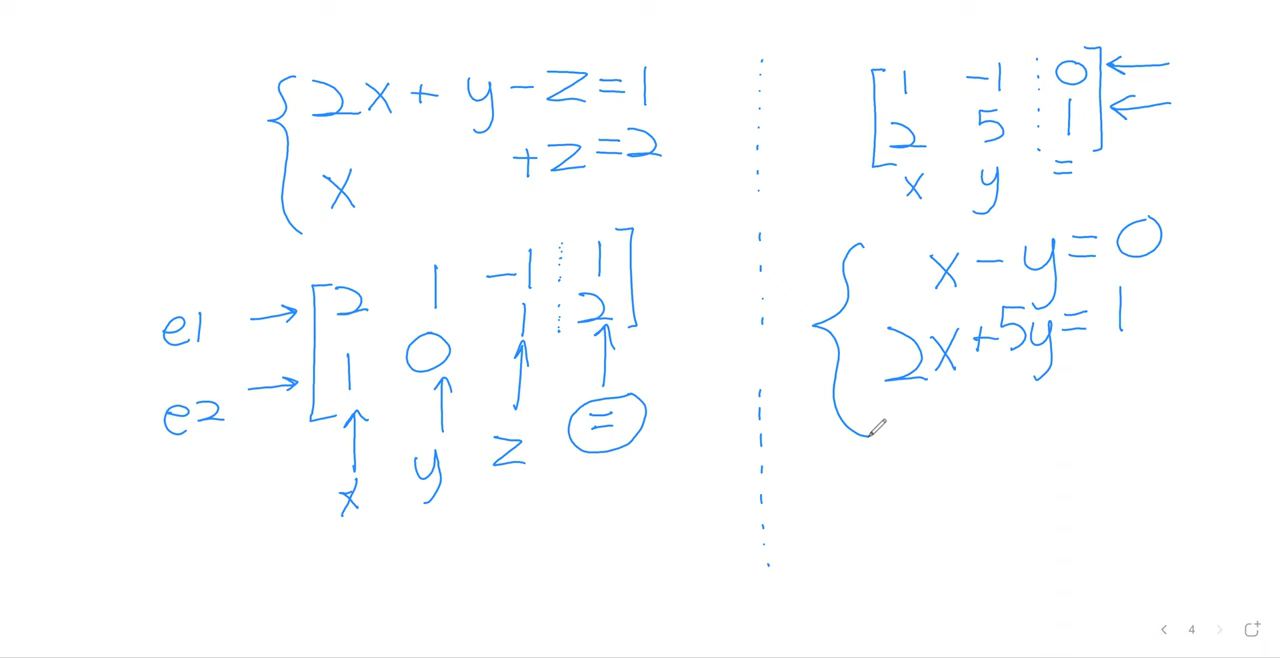 2x + y - z = 1
x + z = 2
e1 [ 2 1 -1 ⋮ 1 ]
e2 [ 1 0 1 ⋮ 2 ]
x y z =
[ 1 -1 ⋮ 0 ]
[ 2 5 ⋮ 1 ]
x y =
x - y = 0
2x + 5y = 1
4